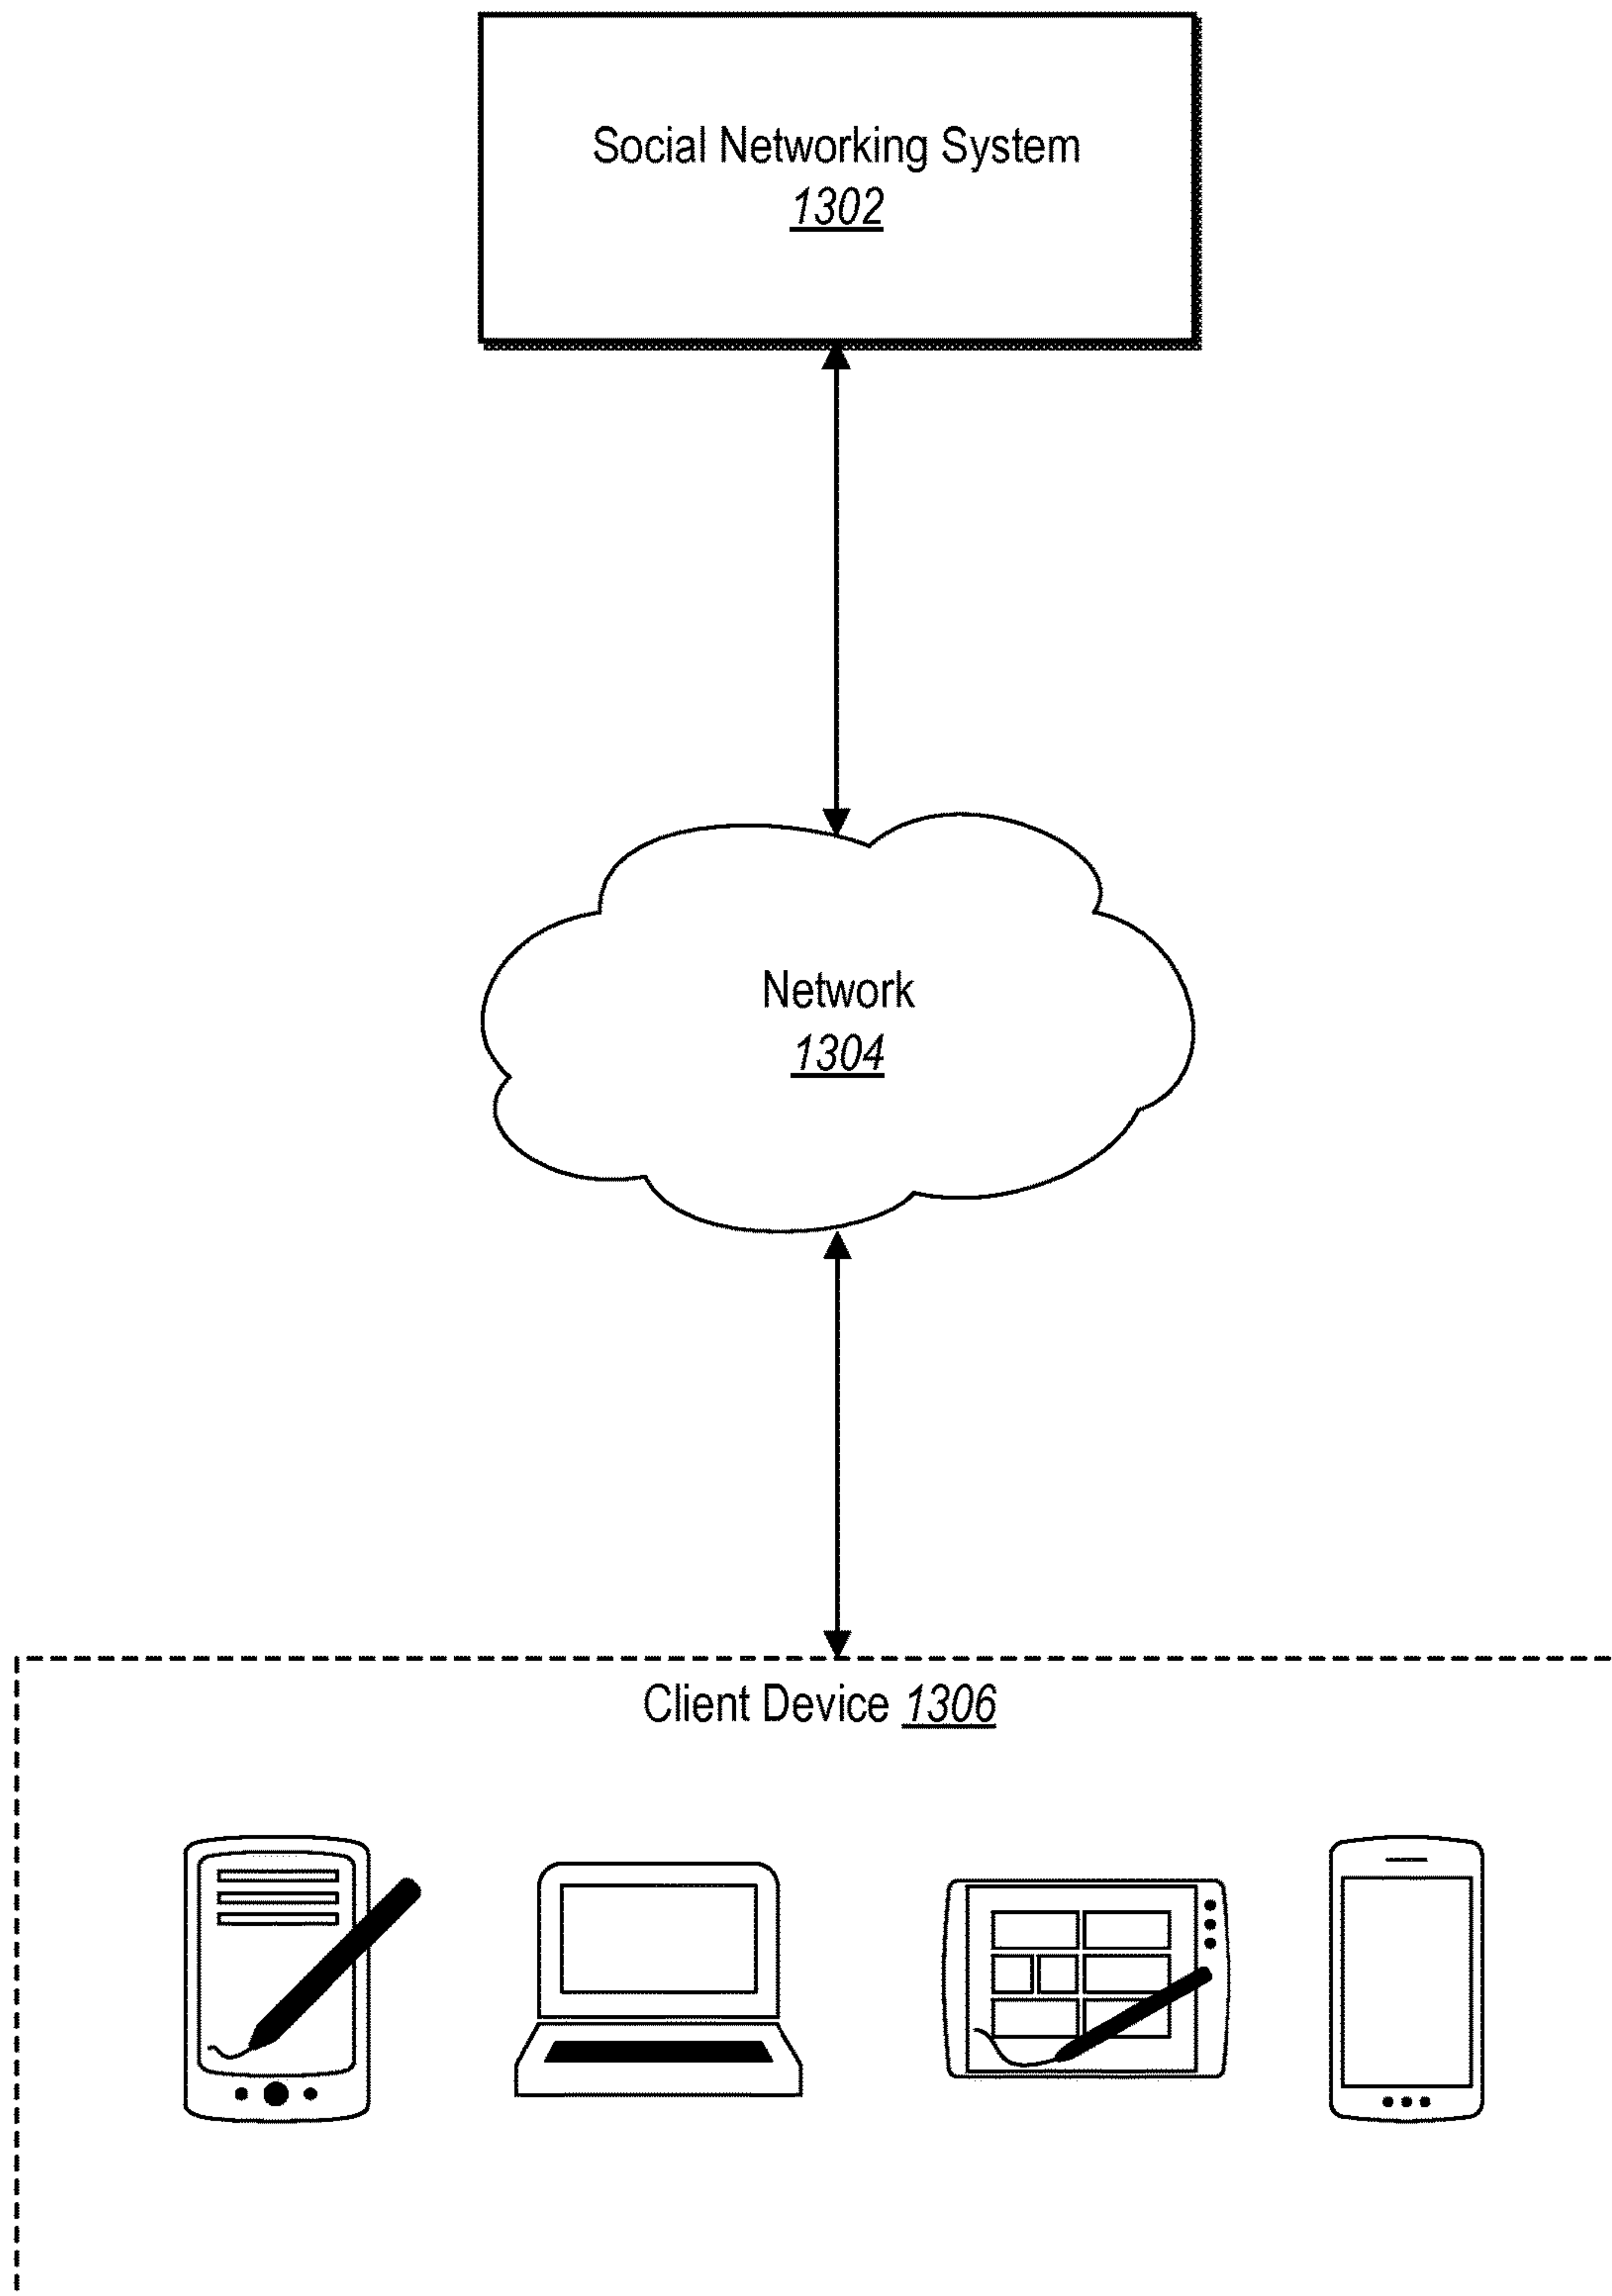 Social Networking System
1302
Network
1304
Client Device 1306